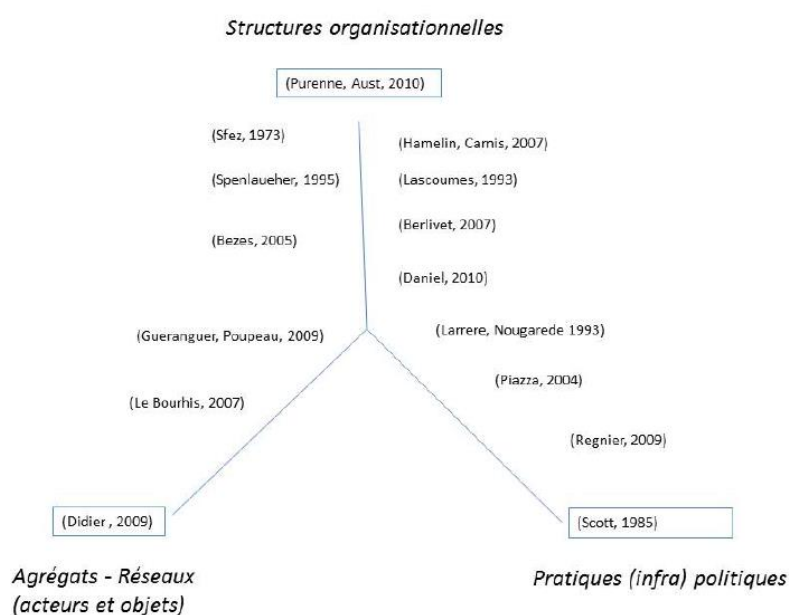 Structures organisationnelles
(Purenne, Aust, 2010)
(Sfez, 1973)
(Hamelin, Carnis, 2007)
(Spenlaueher, 1995)
(Lascoumes, 1993)
(Berlivet, 2007)
(Bezes, 2005)
(Daniel, 2010)
(Gueranguer, Poupeau, 2009)
(Larrere, Nougarede 1993)
(Piazza, 2004)
(Le Bourhis, 2007)
(Regnier, 2009)
(Didier , 2009)
(Scott, 1985)
Agrégats - Réseaux
(acteurs et objets)
Pratiques (infra) politiques